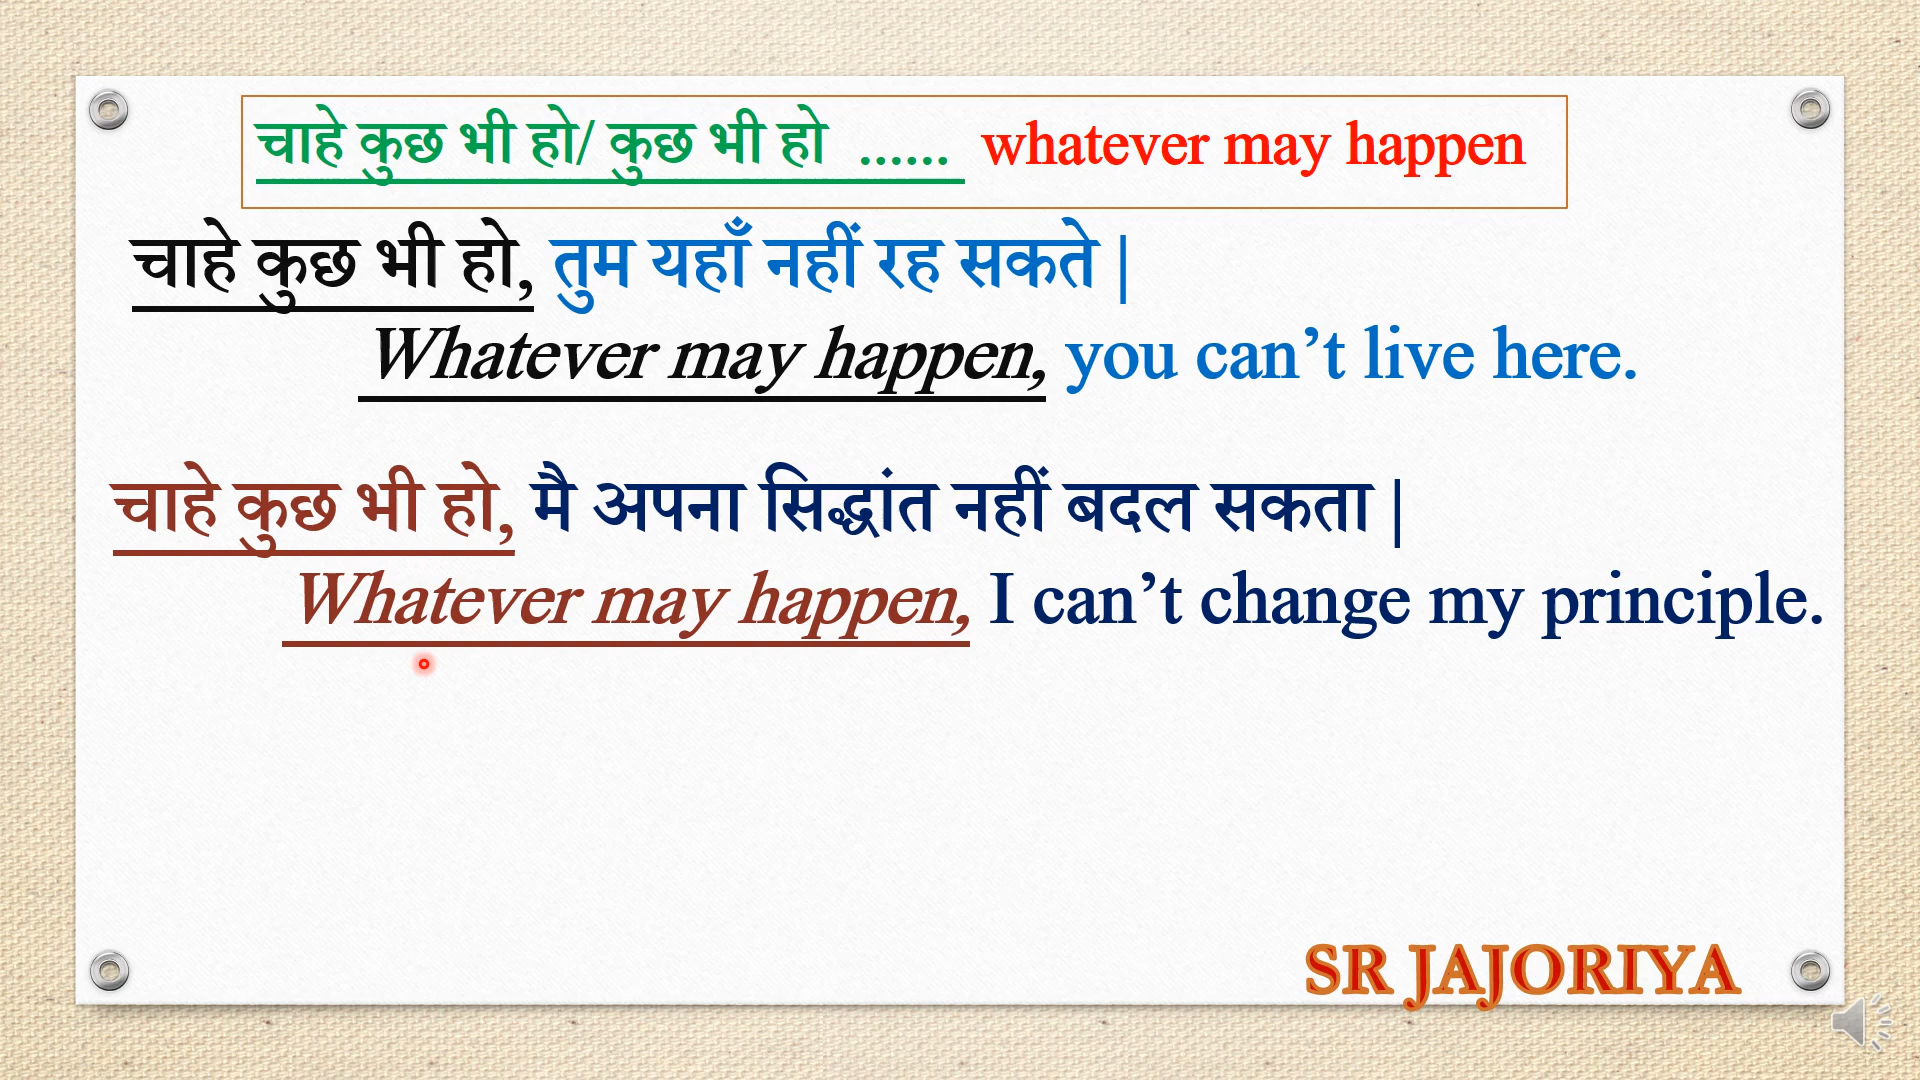 चाहे कुछ भी हो/ कुछ भी हो ...... whatever may happen
चाहे कुछ भी हो, तुम यहाँ नहीं रह सकते |
Whatever may happen, you can’t live here.
चाहे कुछ भी हो, मै अपना सिद्धांत नहीं बदल सकता |
Whatever may happen, I can’t change my principle.
SR JAJORIYA